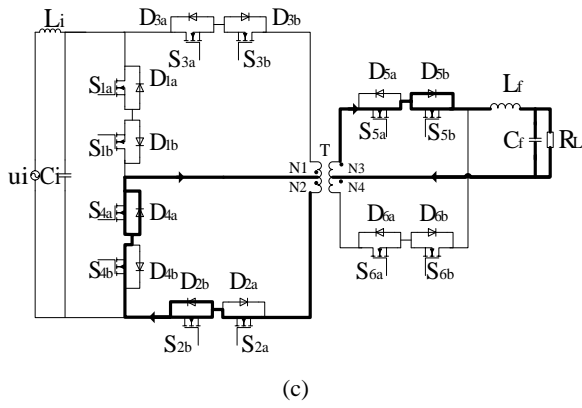 D3a D3b
Li
S3a S3b
S1a D1a
D5a D5b
Lf
S5a S5b
Cf RL
S1b D1b
T
N1 N3
N2 N4
ui Ci
S4a D4a
D6a D6b
S4b D4b
S6a S6b
D2b D2a
S2b S2a
(c)